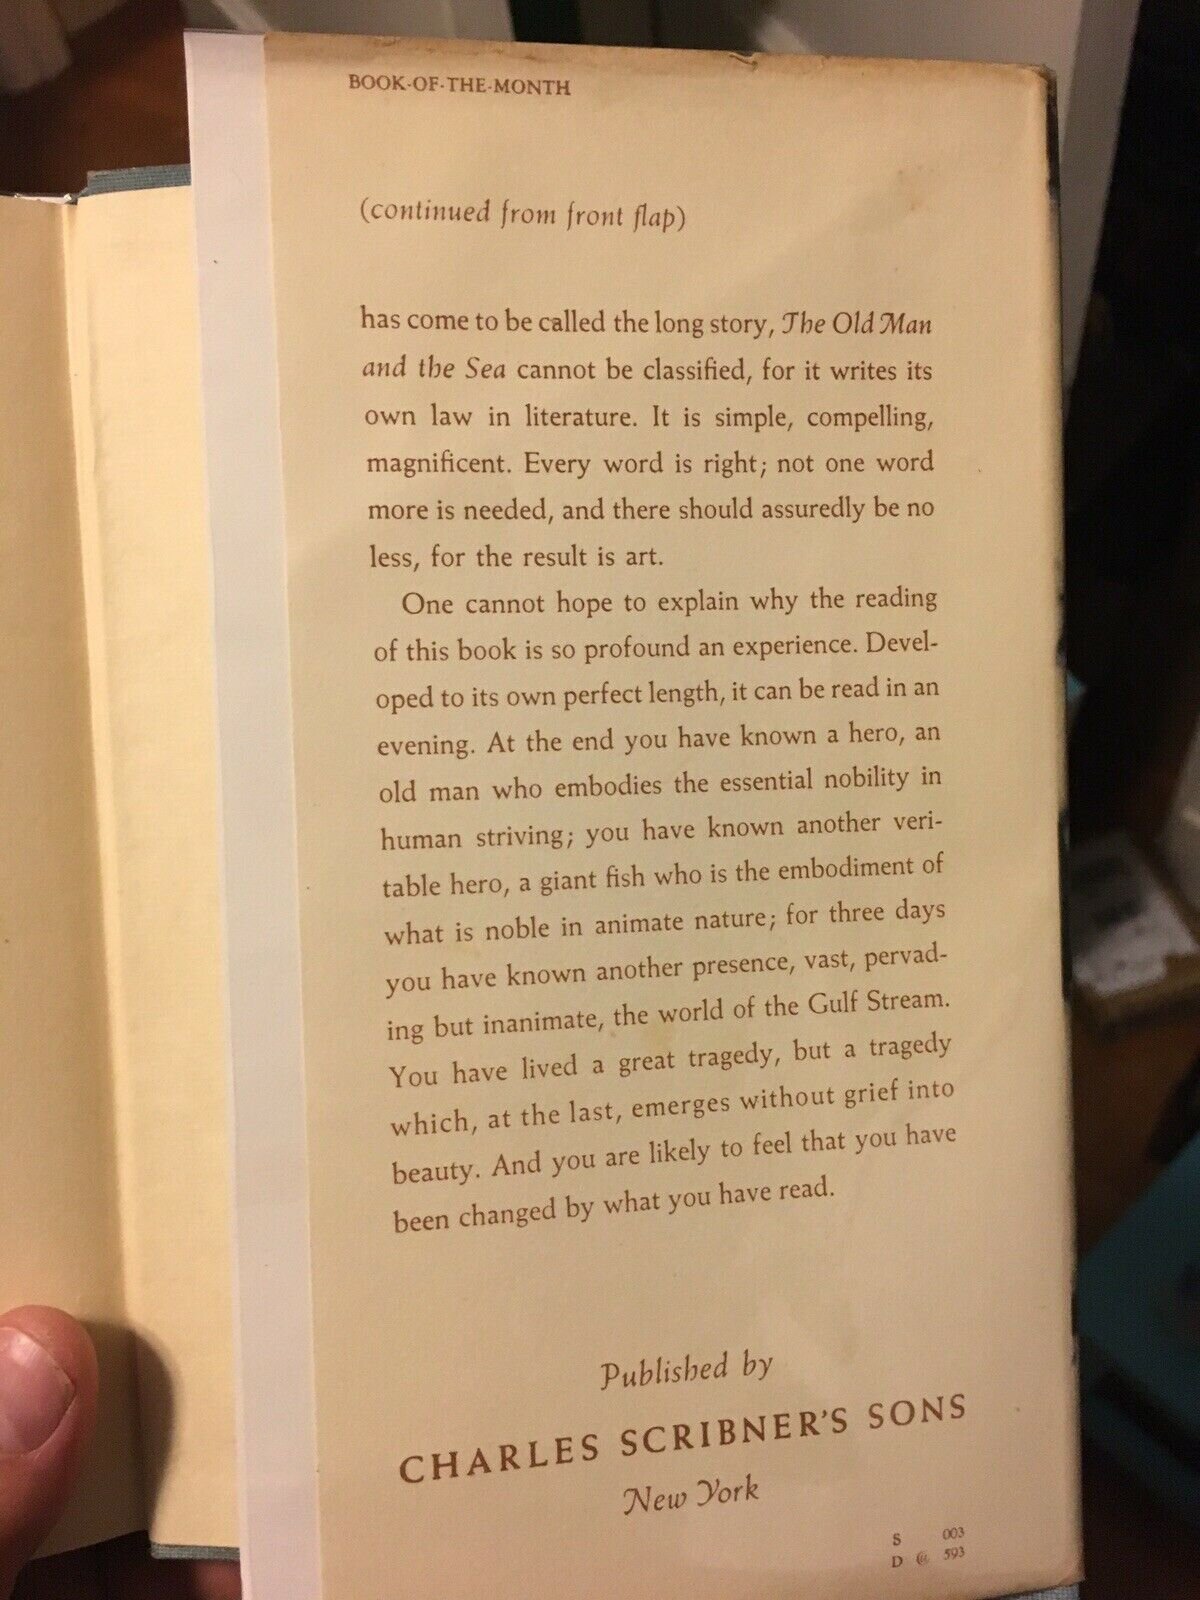 BOOK-OF-THE-MONTH
(continued from front flap)
has come to be called the long story, The Old Man
and the Sea cannot be classified, for it writes its
own law in literature. It is simple, compelling,
magnificent. Every word is right; not one word
more is needed, and there should assuredly be no
less, for the result is art.
One cannot hope to explain why the reading
of this book is so profound an experience. Devel-
oped to its own perfect length, it can be read in an
evening. At the end you have known a hero, an
old man who embodies the essential nobility in
human striving; you have known another veri-
table hero, a giant fish who is the embodiment of
what is noble in animate nature; for three days
you have known another presence, vast, pervad-
ing but inanimate, the world of the Gulf Stream.
You have lived a great tragedy, but a tragedy
which, at the last, emerges without grief into
beauty. And you are likely to feel that you have
been changed by what you have read.
Published by
CHARLES SCRIBNER'S SONS
New York
S 003
D @ 593